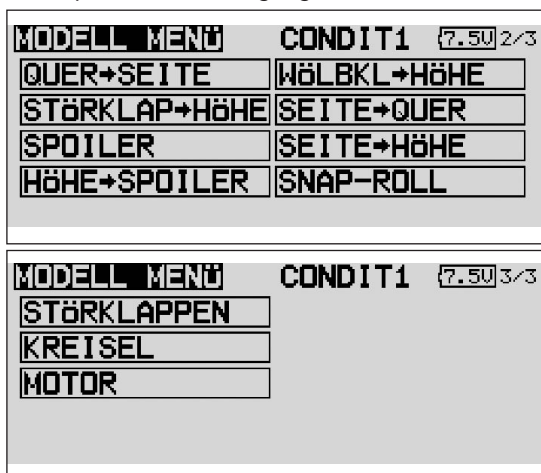 MODELL MENÜ CONDIT1 7.5V 2/3
QUER→SEITE WÖLBKL→HÖHE
STÖRKLAP→HÖHE SEITE→QUER
SPOILER SEITE→HÖHE
HÖHE→SPOILER SNAP-ROLL
MODELL MENÜ CONDIT1 7.5V 3/3
STÖRKLAPPEN
KREISEL
MOTOR